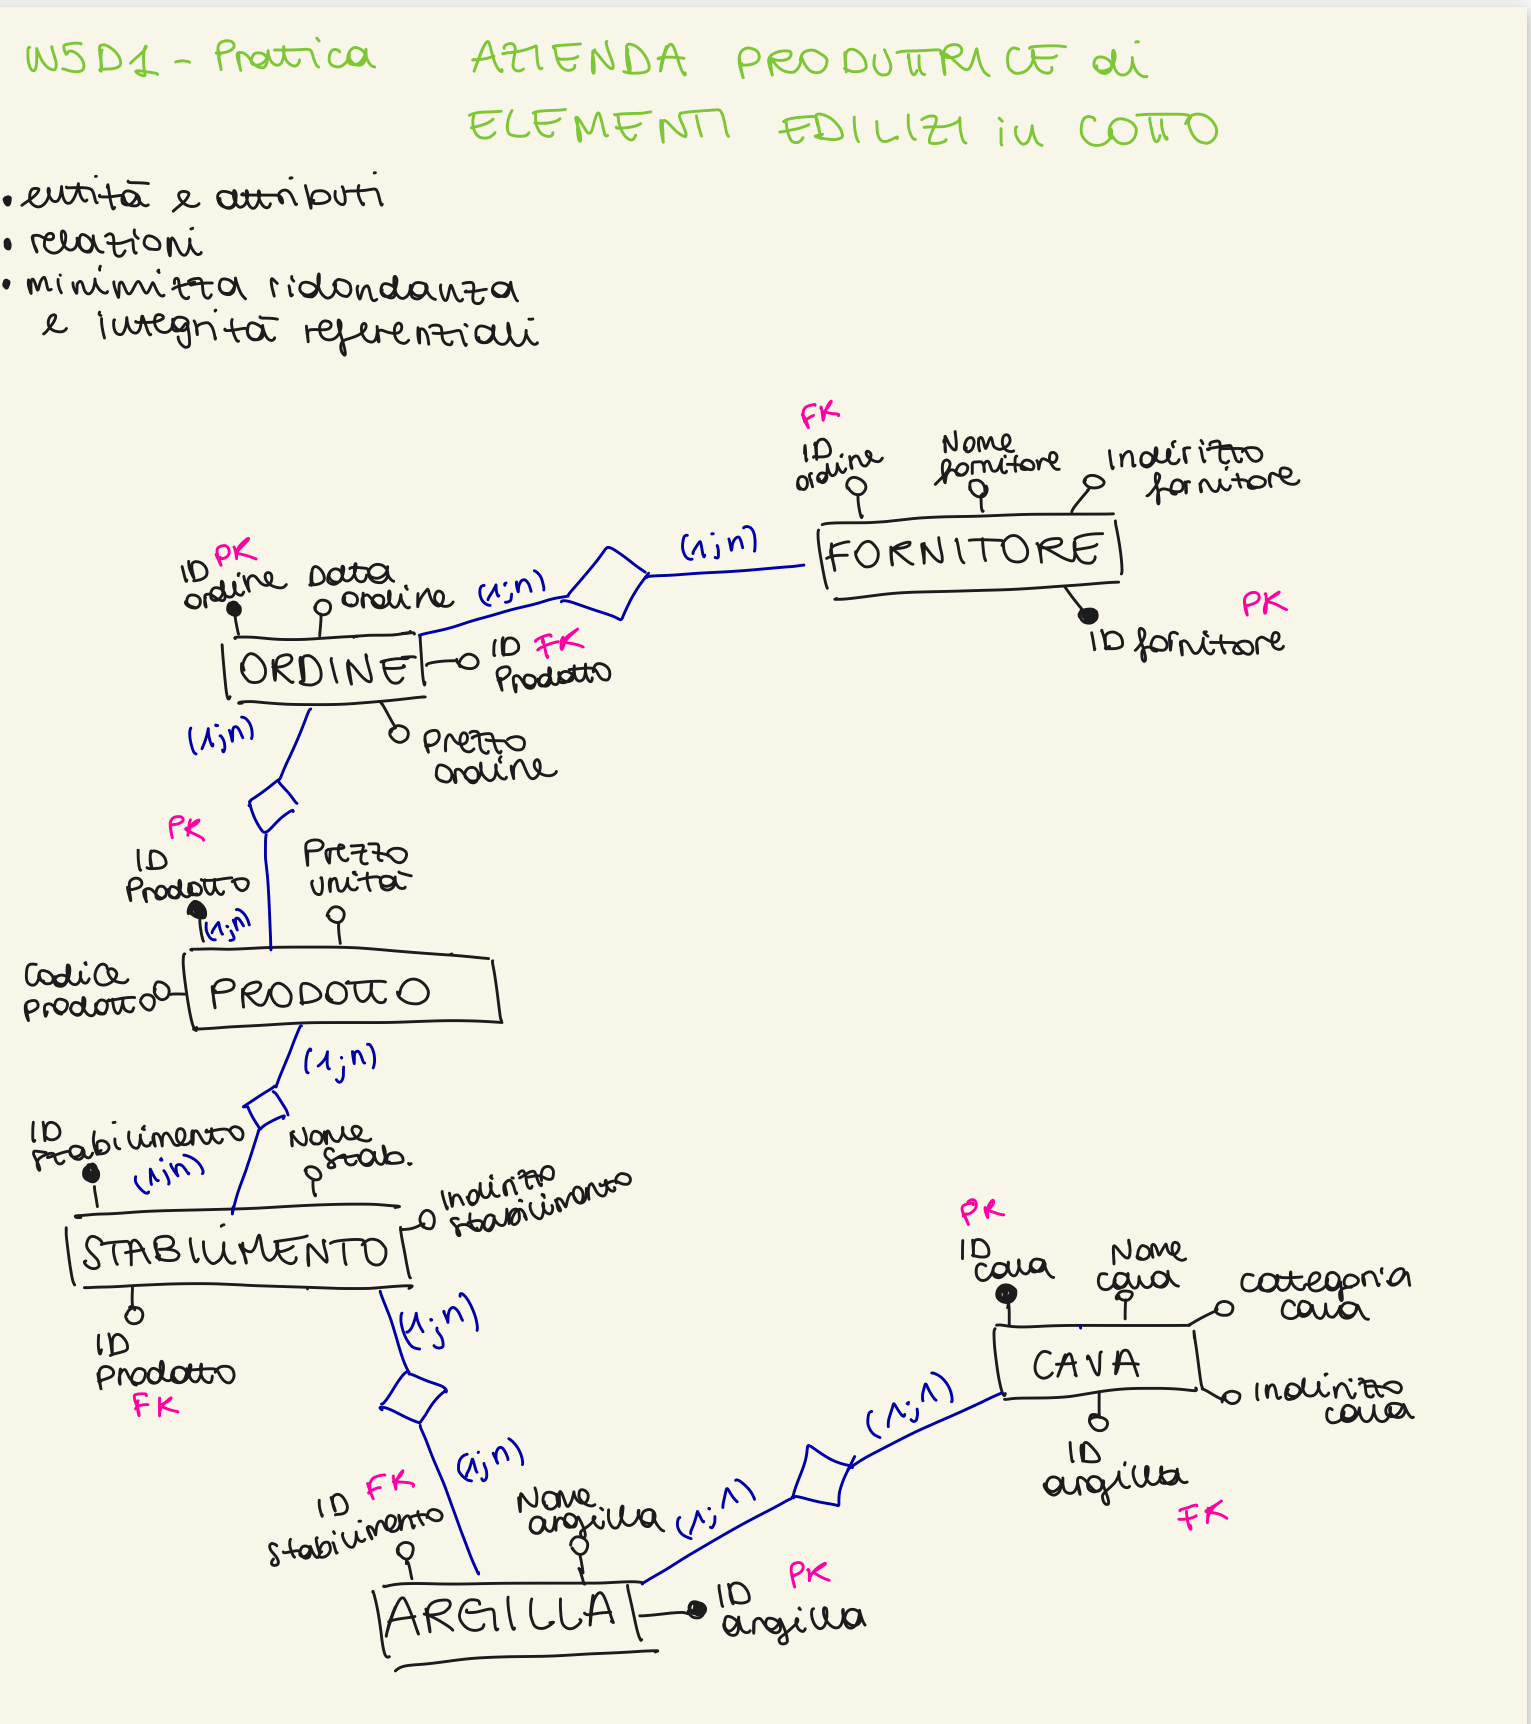 W5D1 - Pratica
AZIENDA PRODUTTRICE di
ELEMENTI EDILIZI in COTTO
• entità e attributi
• relazioni
• minimizza ridondanza
e integrità referenziali
FK
ID
ordine
Nome
fornitore
Indirizzo
fornitore
FORNITORE
PK
ID fornitore
(1;n)
(1;n)
PK
ID
ordine
Data
ordine
ORDINE
ID FK
Prodotto
Prezzo
ordine
(1;n)
PK
ID
Prodotto
Prezzo
unità
(1;n)
Codice
prodotto
PRODOTTO
(1;n)
ID
stabilimento
Nome
stab.
(1;n)
Indirizzo
stabilimento
STABILIMENTO
ID
Prodotto
FK
(1;n)
PK
ID
cava
Nome
cava
categoria
cava
CAVA
Indirizzo
cava
ID
argilla
FK
(1;1)
(1;1)
(1;n)
ID FK
stabilimento
Nome
argilla
ARGILLA
PK
ID
argilla